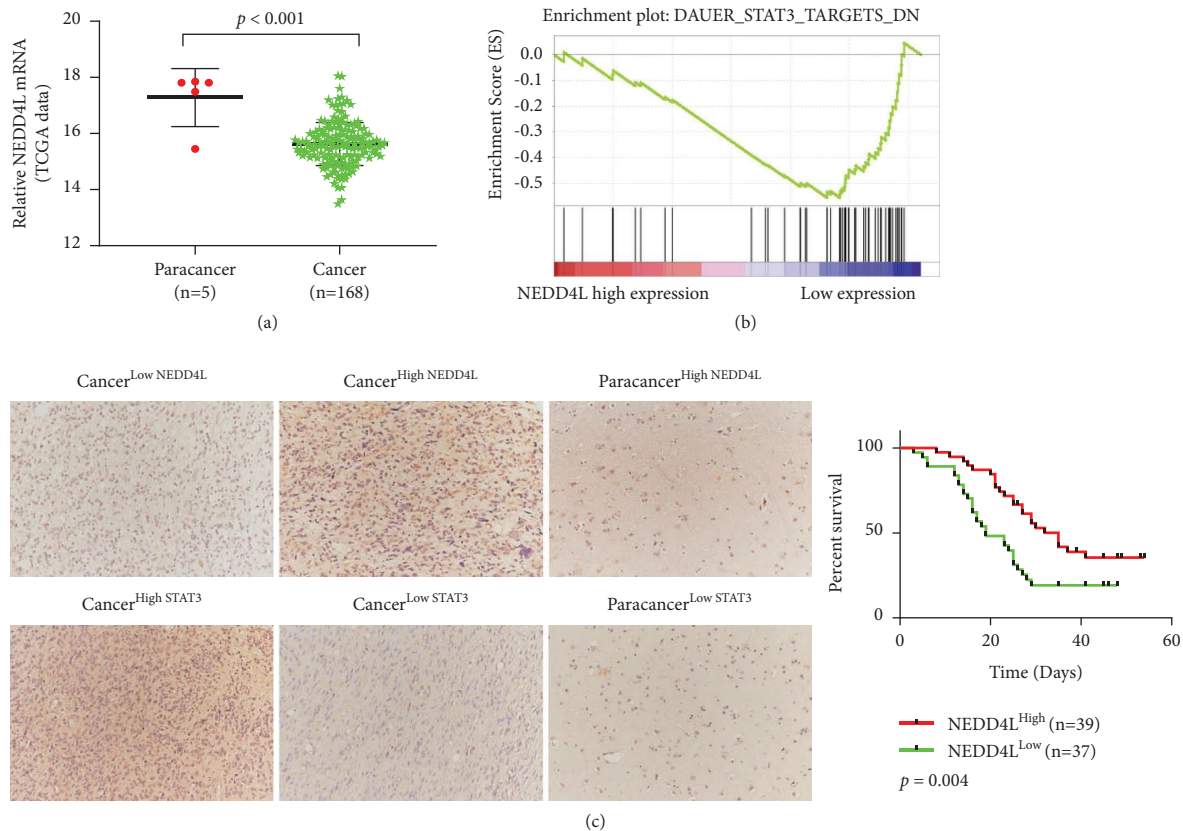 p < 0.001
20
18
16
14
12
Relative NEDD4L mRNA
(TCGA data)
Paracancer
(n=5)
Cancer
(n=168)
(a)
Enrichment plot: DAUER_STAT3_TARGETS_DN
Enrichment Score (ES)
0.0
-0.1
-0.2
-0.3
-0.4
-0.5
NEDD4L high expression
Low expression
(b)
Cancer^Low NEDD4L
Cancer^High NEDD4L
Paracancer^High NEDD4L
Cancer^High STAT3
Cancer^Low STAT3
Paracancer^Low STAT3
Percent survival
100
50
0
0 20 40 60
Time (Days)
NEDD4L^High (n=39)
NEDD4L^Low (n=37)
p = 0.004
(c)